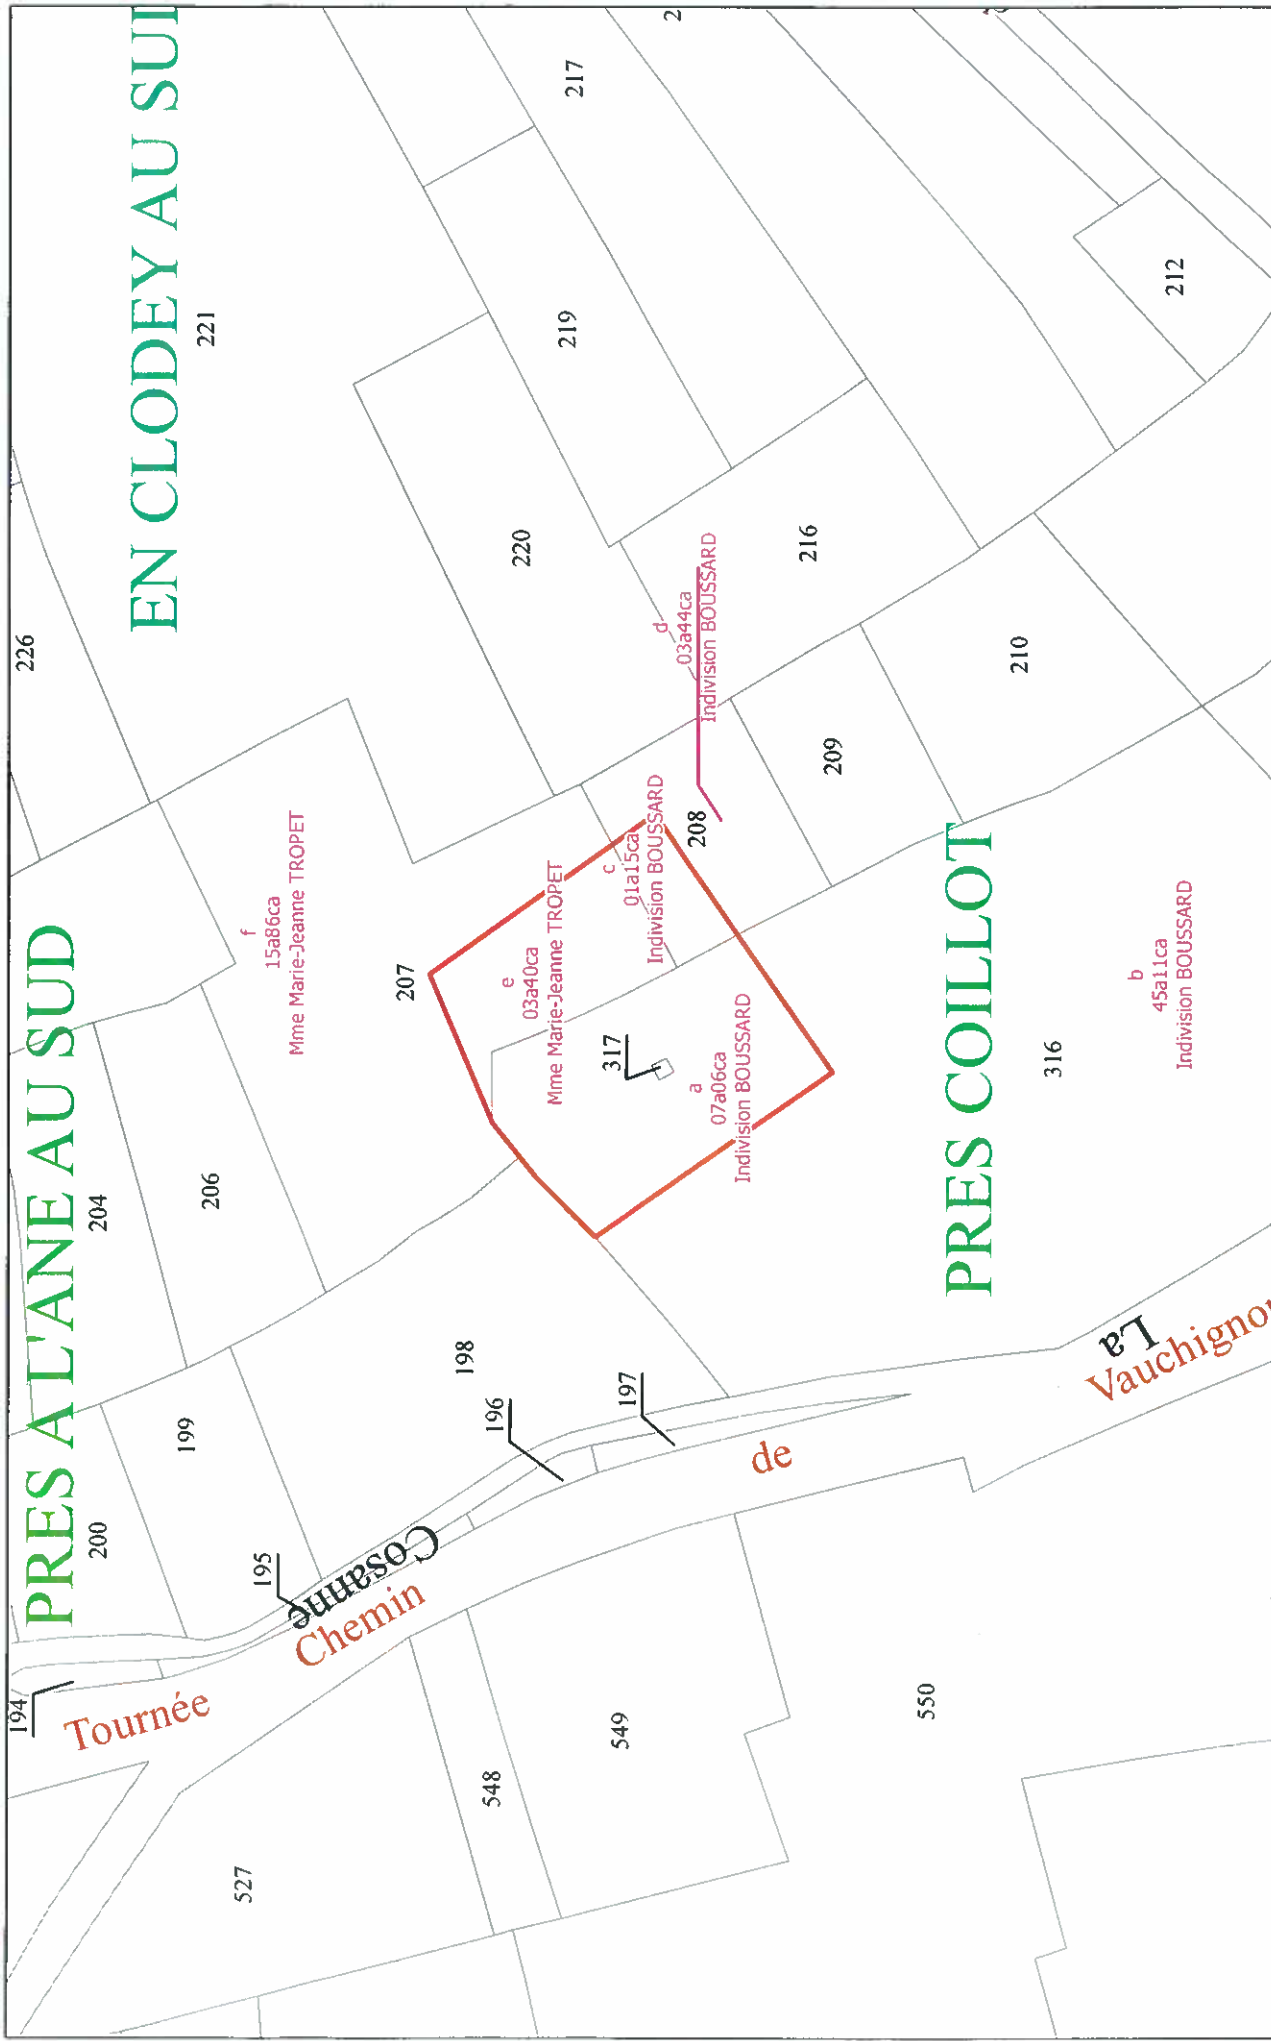 PRES A L'ANE AU SUD
EN CLODEY AU SUD
226
221
217
219
220
212
216
210
209
208
207
204
206
200
199
198
194
195
196
197
317
316
527
548
549
550
f
15a86ca
Mme Marie-Jeanne TROPET
e
03a40ca
Mme Marie-Jeanne TROPET
c
01a15ca
Indivision BOUSSARD
d
03a44ca
Indivision BOUSSARD
a
07a06ca
Indivision BOUSSARD
b
45a11ca
Indivision BOUSSARD
PRES COILLOT
Tournée
Chemin
de
Vauchigno
La
Cosanne